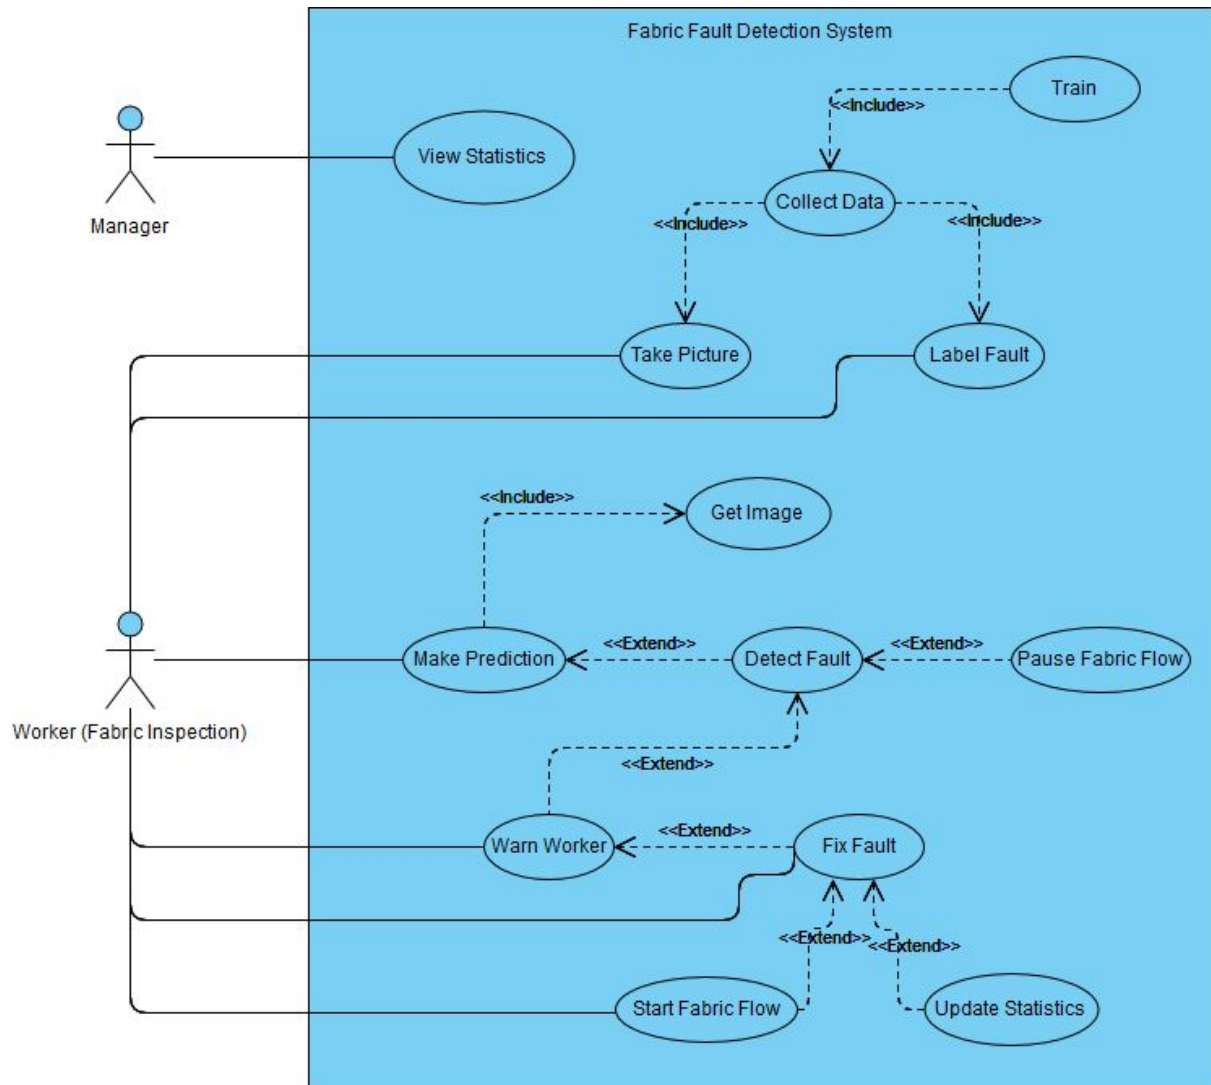 Fabric Fault Detection System
Train
<<Include>>
View Statistics
Manager
Collect Data
<<Include>>
<<Include>>
Take Picture
Label Fault
<<Include>>
Get Image
Make Prediction
<<Extend>>
Detect Fault
<<Extend>>
Pause Fabric Flow
Worker (Fabric Inspection)
<<Extend>>
Warn Worker
<<Extend>>
Fix Fault
<<Extend>>
<<Extend>>
Start Fabric Flow
Update Statistics